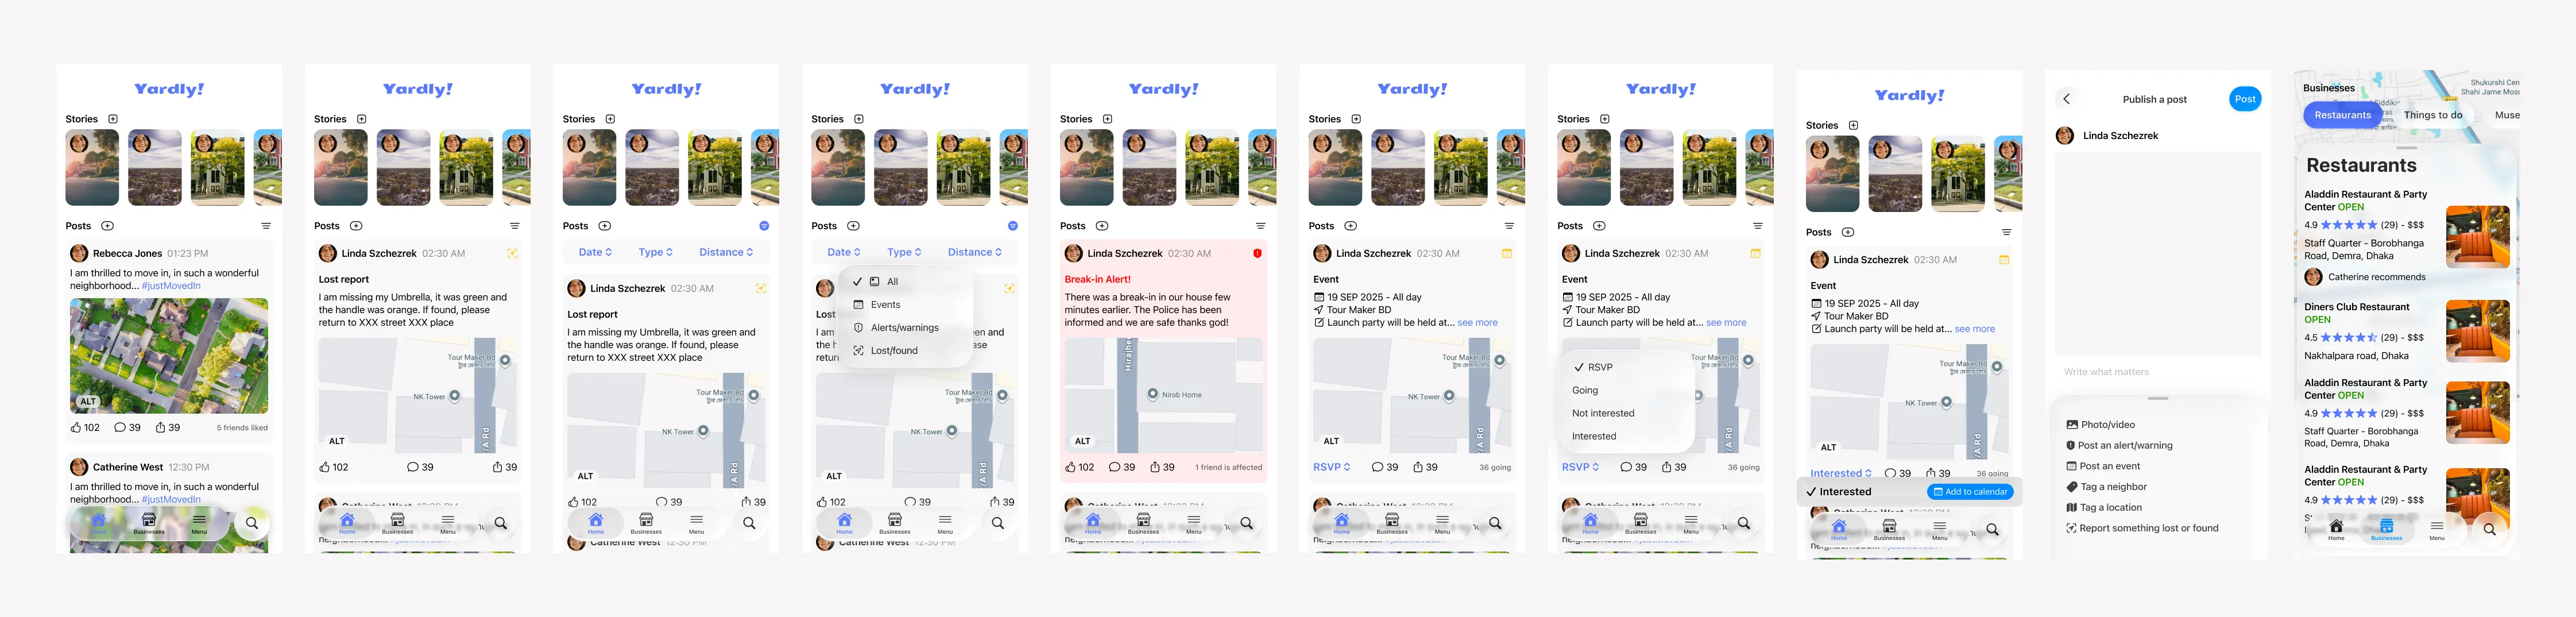 Yardly!
Stories
Posts
Rebecca Jones 01:23 PM
I am thrilled to move in, in such a wonderful
neighborhood... #justMovedIn
ALT
102 39 39 5 friends liked
Catherine West 12:30 PM
I am thrilled to move in, in such a wonderful
neighborhood... #justMovedIn
Home Businesses Menu
Yardly!
Stories
Posts
Linda Szchezrek 02:30 AM
Lost report
I am missing my Umbrella, it was green and
the handle was orange. If found, please
return to XXX street XXX place
Tour Maker Bd
NK Tower
ALT
102 39 39
Home Businesses Menu
Yardly!
Stories
Posts
Date Type Distance
Linda Szchezrek 02:30 AM
Lost report
I am missing my Umbrella, it was green and
the handle was orange. If found, please
return to XXX street XXX place
Tour Maker Bd
NK Tower
ALT
102 39 39
Home Businesses Menu
Catherine West 12:30 PM
Yardly!
Stories
Posts
Date Type Distance
All
Events
Alerts/warnings
Lost/found
Tour Maker Bd
NK Tower
ALT
102 39 39
Home Businesses Menu
Catherine West 12:30 PM
Yardly!
Stories
Posts
Linda Szchezrek 02:30 AM
Break-in Alert!
There was a break-in in our house few
minutes earlier. The Police has been
informed and we are safe thanks god!
Nirob Home
ALT
102 39 39 1 friend is affected
Home Businesses Menu
Yardly!
Stories
Posts
Linda Szchezrek 02:30 AM
Event
19 SEP 2025 - All day
Tour Maker BD
Launch party will be held at... see more
Tour Maker Bd
NK Tower
ALT
RSVP 39 39 36 going
Home Businesses Menu
Yardly!
Stories
Posts
Linda Szchezrek 02:30 AM
Event
19 SEP 2025 - All day
Tour Maker BD
Launch party will be held at... see more
RSVP
Going
Not interested
Interested
RSVP 39 39 36 going
Home Businesses Menu
Yardly!
Stories
Posts
Linda Szchezrek 02:30 AM
Event
19 SEP 2025 - All day
Tour Maker BD
Launch party will be held at... see more
Tour Maker Bd
NK Tower
ALT
Interested 39 39 36 going
Interested Add to calendar
Home Businesses Menu
Publish a post
Post
Linda Szchezrek
Write what matters
Photo/video
Post an alert/warning
Post an event
Tag a neighbor
Tag a location
Report something lost or found
Businesses
Restaurants Things to do Muse
Restaurants
Aladdin Restaurant & Party
Center OPEN
4.9 (29) - $$$
Staff Quarter - Borobhanga
Road, Demra, Dhaka
Catherine recommends
Diners Club Restaurant
OPEN
4.5 (29) - $$$
Nakhalpara road, Dhaka
Aladdin Restaurant & Party
Center OPEN
4.9 (29) - $$$
Staff Quarter - Borobhanga
Road, Demra, Dhaka
Aladdin Restaurant & Party
Center OPEN
4.9 (29) - $$$
Home Businesses Menu